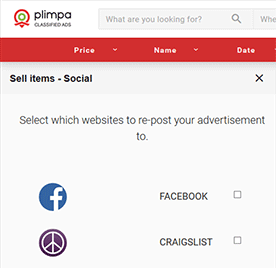 plimpa
CLASSIFIED ADS
What are you looking for?
Whe
Price
Name
Date
Sell items - Social
Select which websites to re-post your advertisement
to.
FACEBOOK
CRAIGSLIST